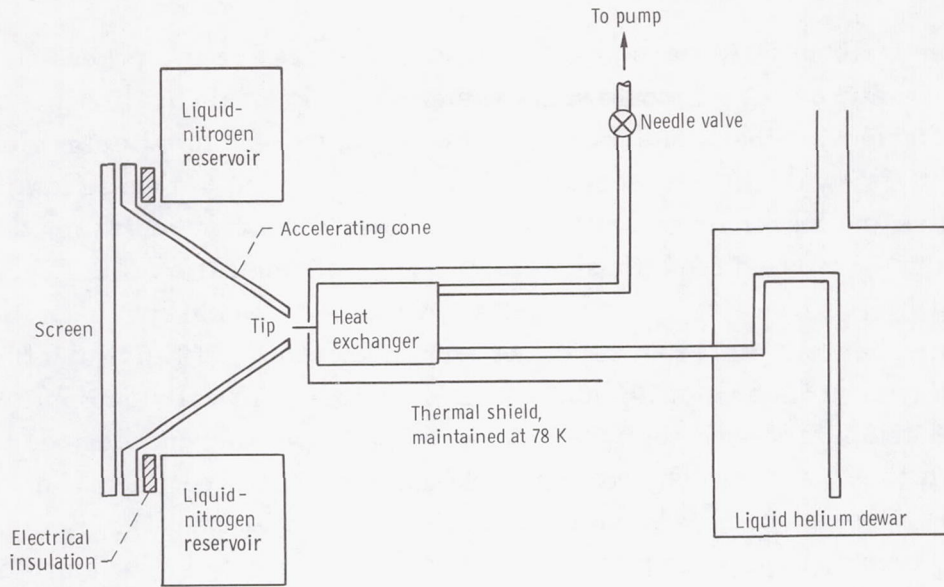 To pump
Liquid-
nitrogen
reservoir
Needle valve
Accelerating cone
Screen
Tip
Heat
exchanger
Thermal shield,
maintained at 78 K
Liquid-
nitrogen
reservoir
Liquid helium dewar
Electrical
insulation